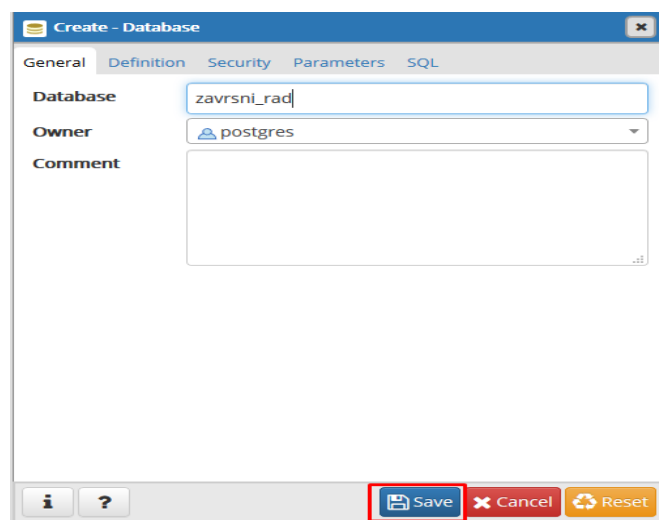 Create - Database
General Definition Security Parameters SQL
Database zavrsni_rad
Owner postgres
Comment
i ? Save Cancel Reset